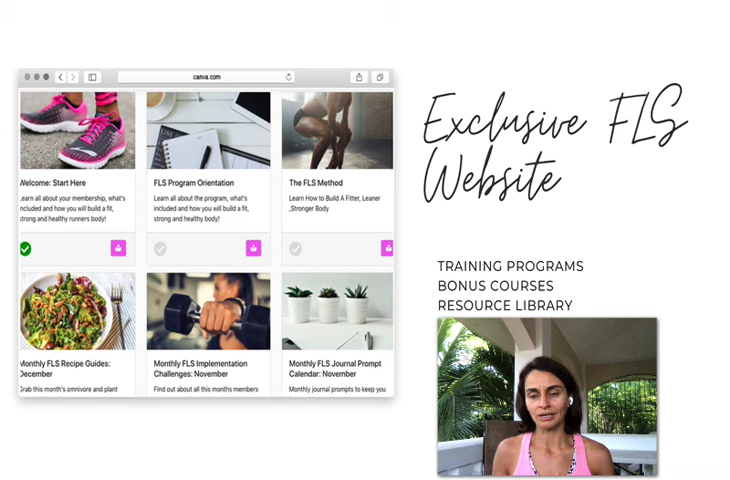 canva.com
Welcome: Start Here
Learn all about your membership, what's
included and how you will build a fit,
strong and healthy runners body!
FLS Program Orientation
Learn all about the program, what's
included and how you will build a fit,
strong and healthy body!
The FLS Method
Learn How to Build A Fitter, Leaner
,Stronger Body
Monthly FLS Recipe Guides:
December
Grab this month's omnivore and plant
Monthly FLS Implementation
Challenges: November
Find out about all this months members
Monthly FLS Journal Prompt
Calendar: November
Monthly journal prompts to keep you
Exclusive FLS
Website
TRAINING PROGRAMS
BONUS COURSES
RESOURCE LIBRARY